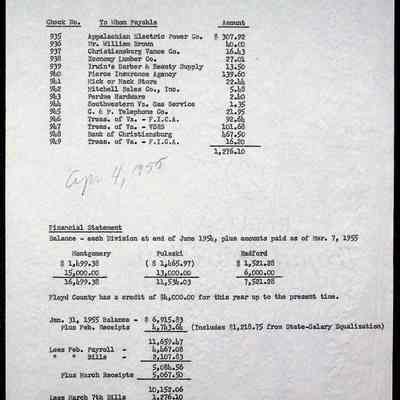 Check No. To Whom Payable Amount
935 Appalachian Electric Power Co. $ 307.92
936 Mr. William Brown 40.00
937 Christiansburg Vance Co. 16.43
938 Economy Lumber Co. 27.01
939 Irwin's Barber & Beauty Supply 13.50
940 Pierce Insurance Agency 139.60
941 Rick or Rack Store 22.44
942 Mitchell Sales Co., Inc. 5.48
943 Perdue Hardware 2.40
944 Southwestern Va. Gas Service 1.35
945 C. & P. Telephone Co. 21.95
946 Treas. of Va. - F.I.C.A. 92.64
947 Treas. of Va. - VSRS 101.68
948 Bank of Christiansburg 467.50
949 Treas. of Va. - F.I.C.A. 16.20
1,276.10
Apr 4, 1955
Financial Statement
Balance - each Division at end of June 1954, plus amounts paid as of Mar. 7, 1955
Montgomery Pulaski Radford
$ 1,499.38 ( $ 1,465.97) $ 1,521.28
15,000.00 13,000.00 6,000.00
16,499.38 11,534.03 7,521.28
Floyd County has a credit of $4,000.00 for this year up to the present time.
Jan. 31, 1955 Balance - $ 6,915.83
Plus Feb. Receipts 4,743.64 (Includes $1,218.75 from State-Salary Equalization)
11,659.47
Less Feb. Payroll - 4,467.08
" " Bills - 2,107.83
5,084.56
Plus March Receipts 5,067.50
10,152.06
Less March 7th Bills 1,276.10